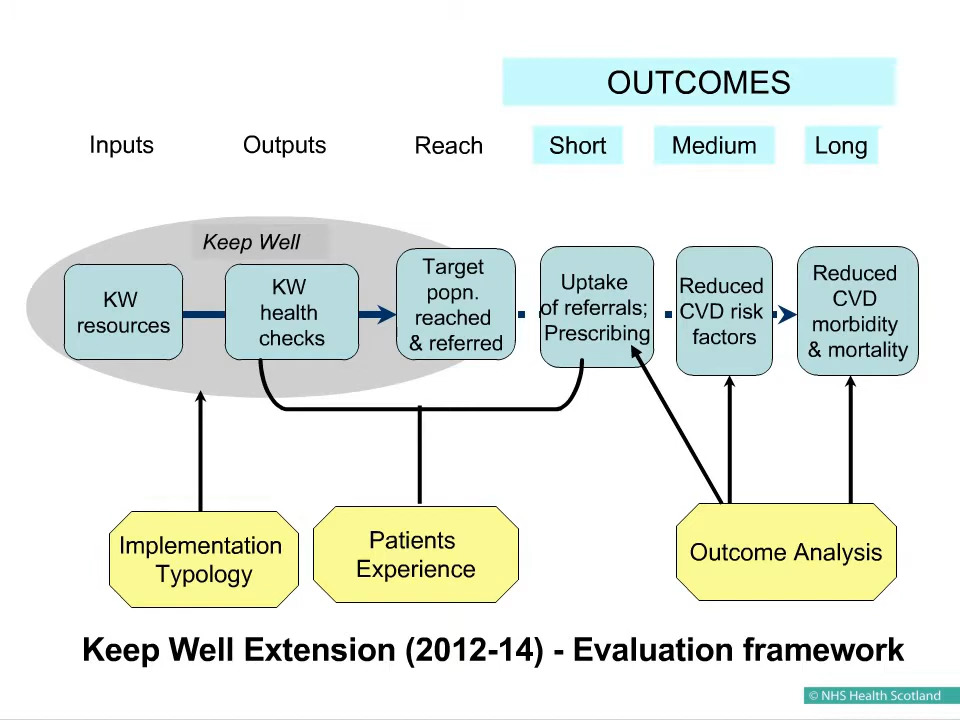 OUTCOMES
Inputs
Outputs
Reach
Short
Medium
Long
Keep Well
KW
resources
KW
health
checks
Target
popn.
reached
& referred
Uptake
of referrals;
Prescribing
Reduced
CVD risk
factors
Reduced
CVD
morbidity
& mortality
Implementation
Typology
Patients
Experience
Outcome Analysis
Keep Well Extension (2012-14) - Evaluation framework
© NHS Health Scotland